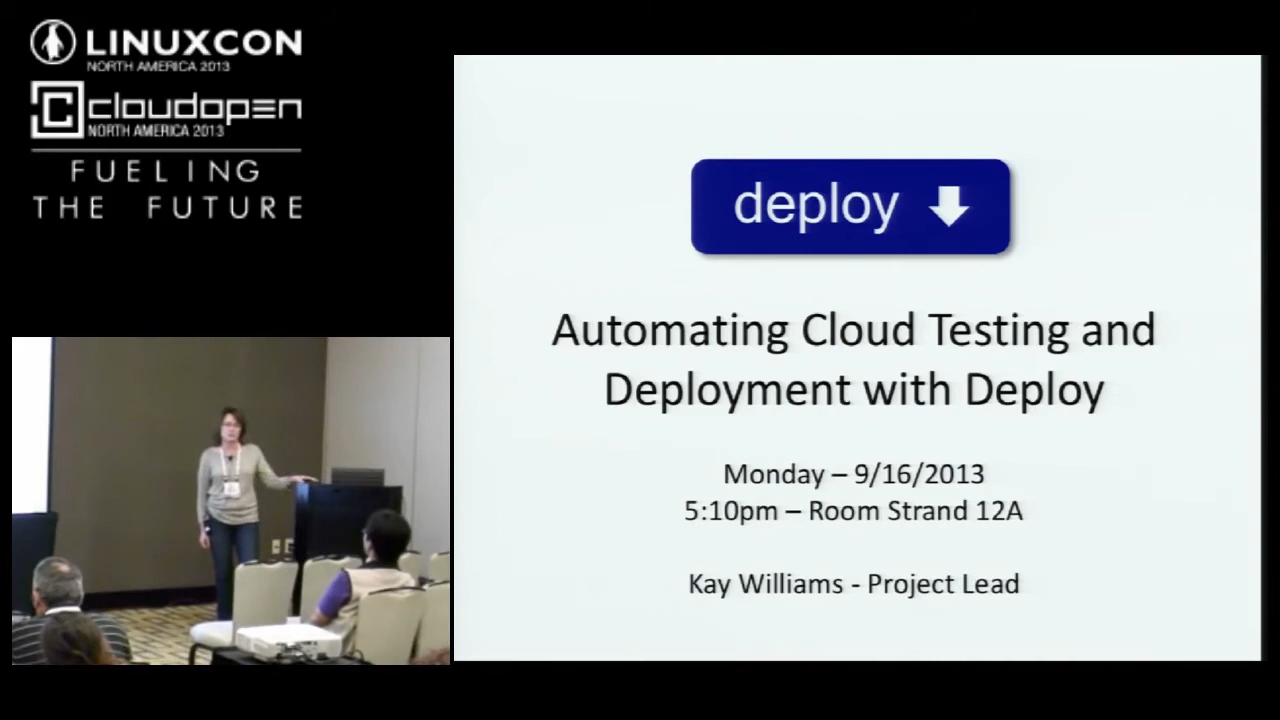 LINUXCON
NORTH AMERICA 2013
cloudopen
NORTH AMERICA 2013
FUELING
THE FUTURE
deploy
Automating Cloud Testing and
Deployment with Deploy
Monday – 9/16/2013
5:10pm – Room Strand 12A
Kay Williams - Project Lead